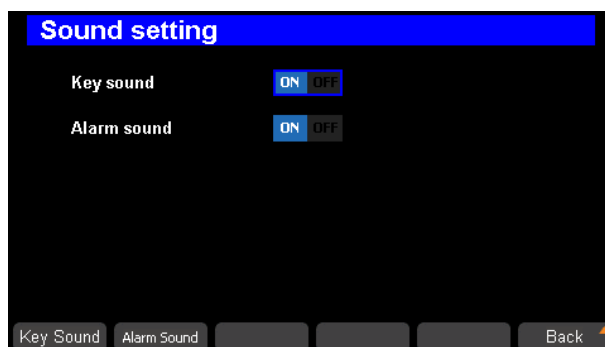 Sound setting
Key sound ON OFF
Alarm sound ON OFF
Key Sound Alarm Sound Back